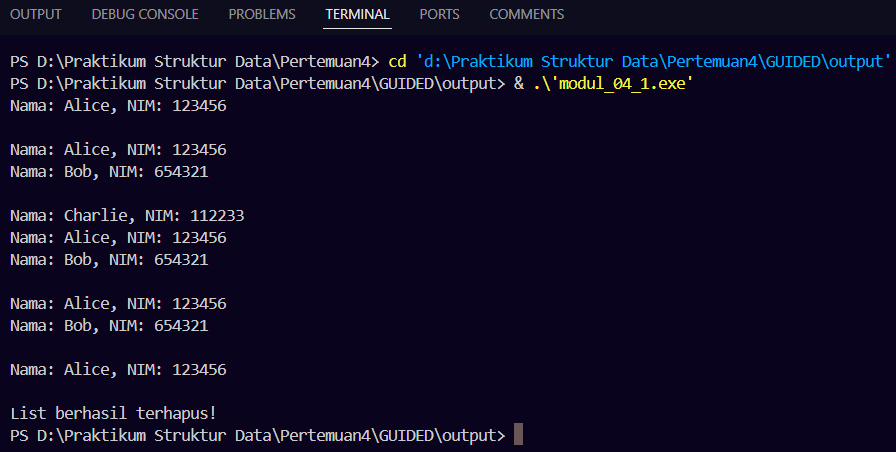 OUTPUT DEBUG CONSOLE PROBLEMS TERMINAL PORTS COMMENTS
PS D:\Praktikum Struktur Data\Pertemuan4> cd 'd:\Praktikum Struktur Data\Pertemuan4\GUIDED\output'
PS D:\Praktikum Struktur Data\Pertemuan4\GUIDED\output> & .\'modul_04_1.exe'
Nama: Alice, NIM: 123456
Nama: Alice, NIM: 123456
Nama: Bob, NIM: 654321
Nama: Charlie, NIM: 112233
Nama: Alice, NIM: 123456
Nama: Bob, NIM: 654321
Nama: Alice, NIM: 123456
Nama: Bob, NIM: 654321
Nama: Alice, NIM: 123456
List berhasil terhapus!
PS D:\Praktikum Struktur Data\Pertemuan4\GUIDED\output>